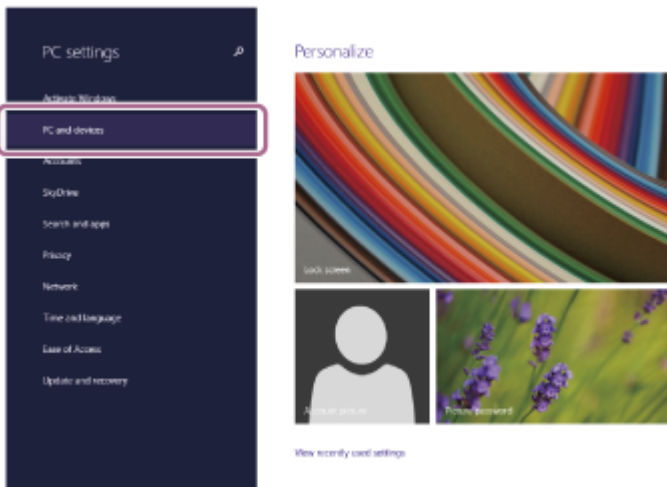 PC settings
Activate Windows
PC and devices
Accounts
SkyDrive
Search and apps
Privacy
Network
Time and language
Ease of Access
Update and recovery
Personalize
Lock screen
Account picture
Picture password
View recently used settings